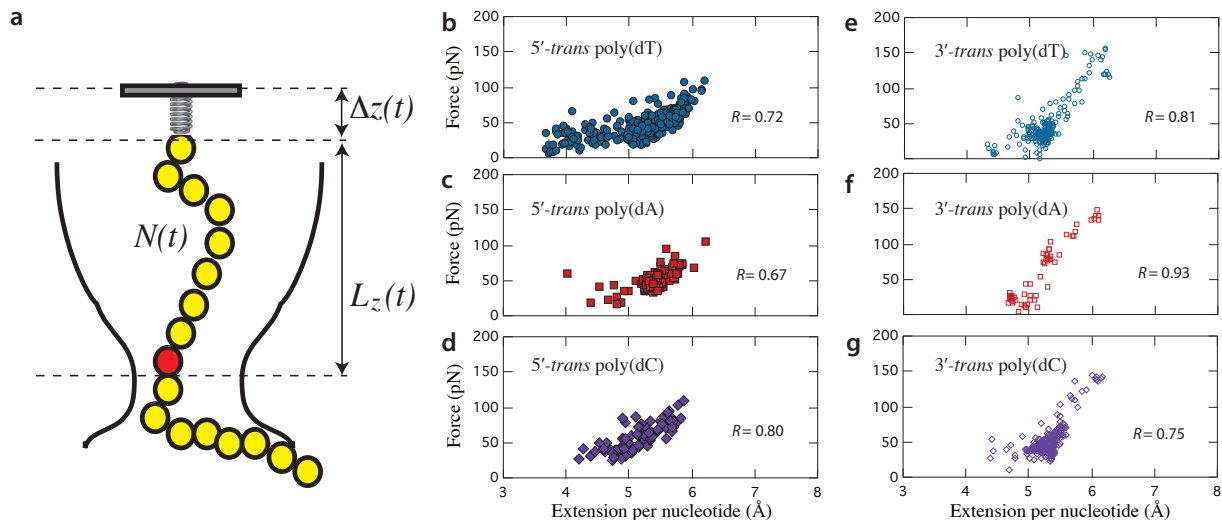 a
Δz(t)
N(t)
L_z(t)
b
5′-trans poly(dT)
R = 0.72
Force (pN)
200
150
100
50
0
c
5′-trans poly(dA)
R = 0.67
Force (pN)
200
150
100
50
0
d
5′-trans poly(dC)
R = 0.80
Force (pN)
200
150
100
50
0
3 4 5 6 7 8
Extension per nucleotide (Å)
e
3′-trans poly(dT)
R = 0.81
200
150
100
50
0
f
3′-trans poly(dA)
R = 0.93
200
150
100
50
0
g
3′-trans poly(dC)
R = 0.75
200
150
100
50
0
3 4 5 6 7 8
Extension per nucleotide (Å)